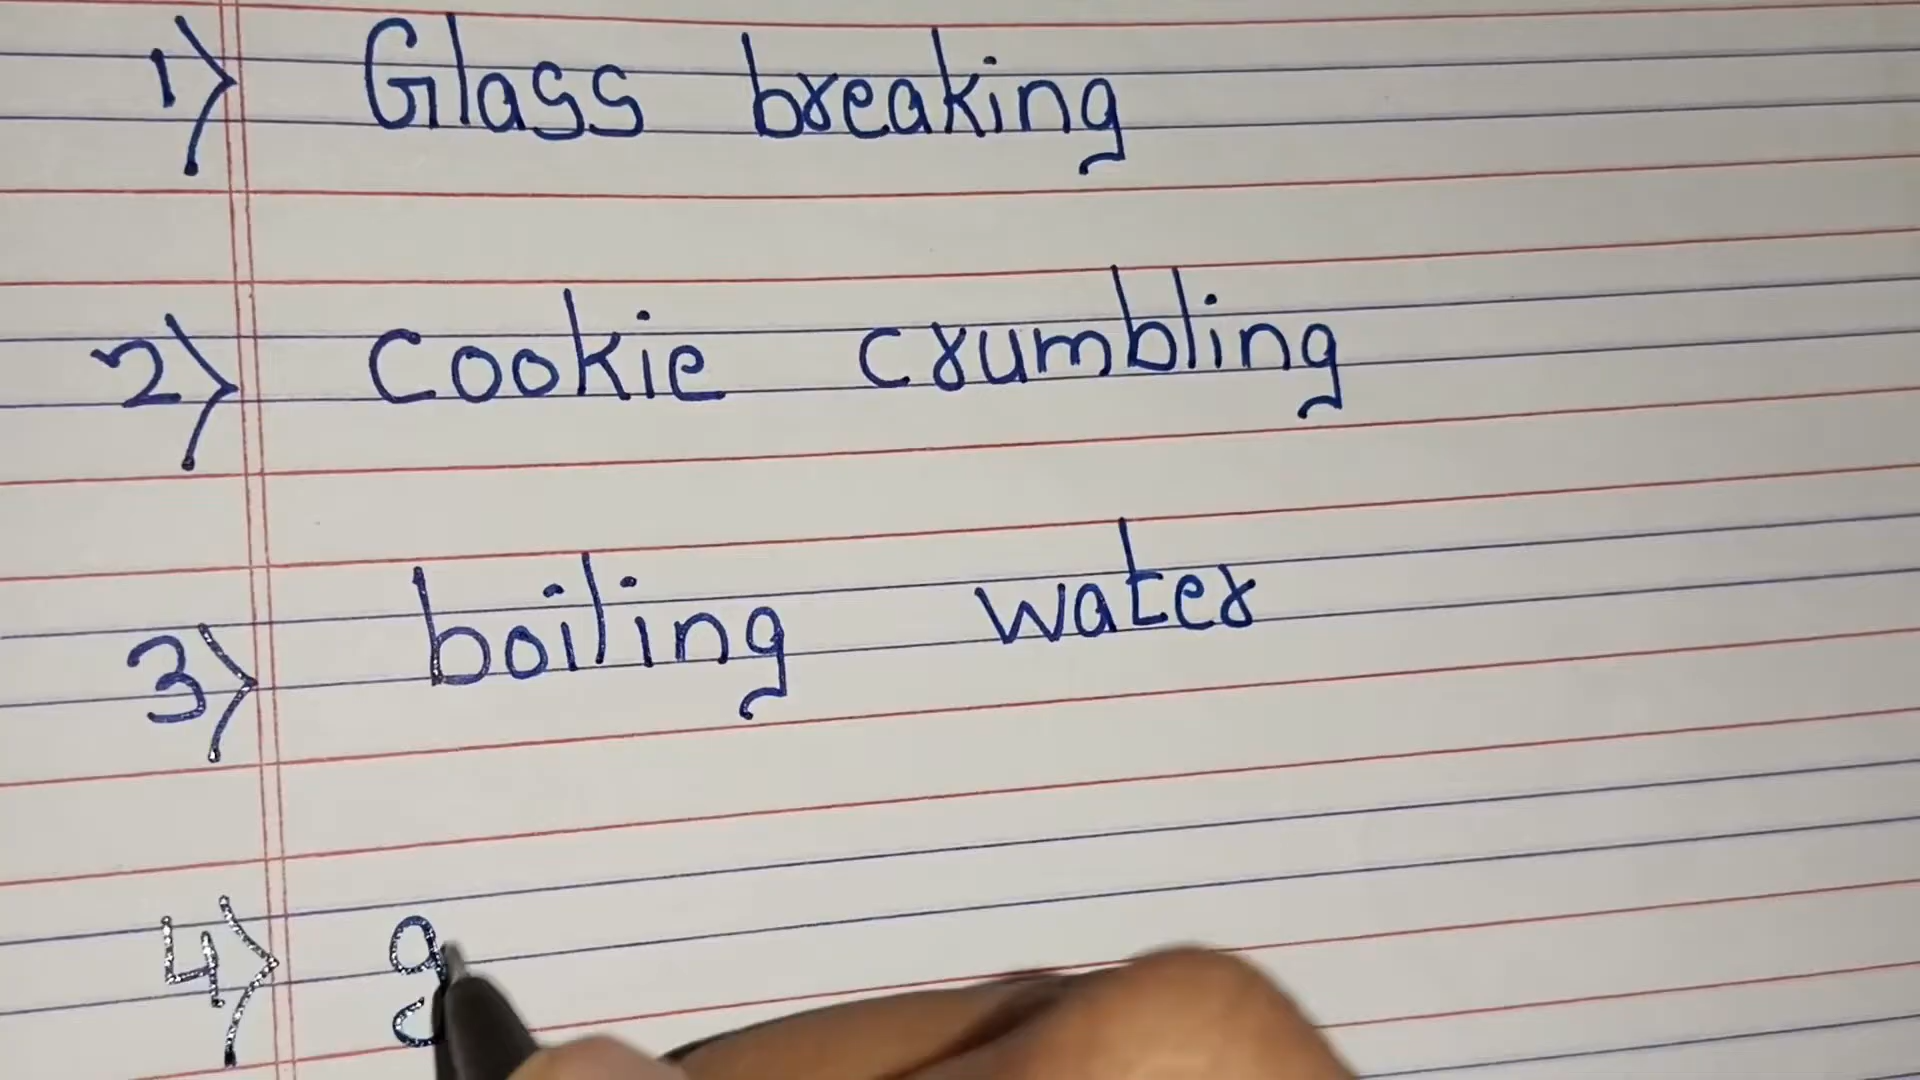 1) Glass breaking
2) cookie crumbling
3) boiling water
4) g